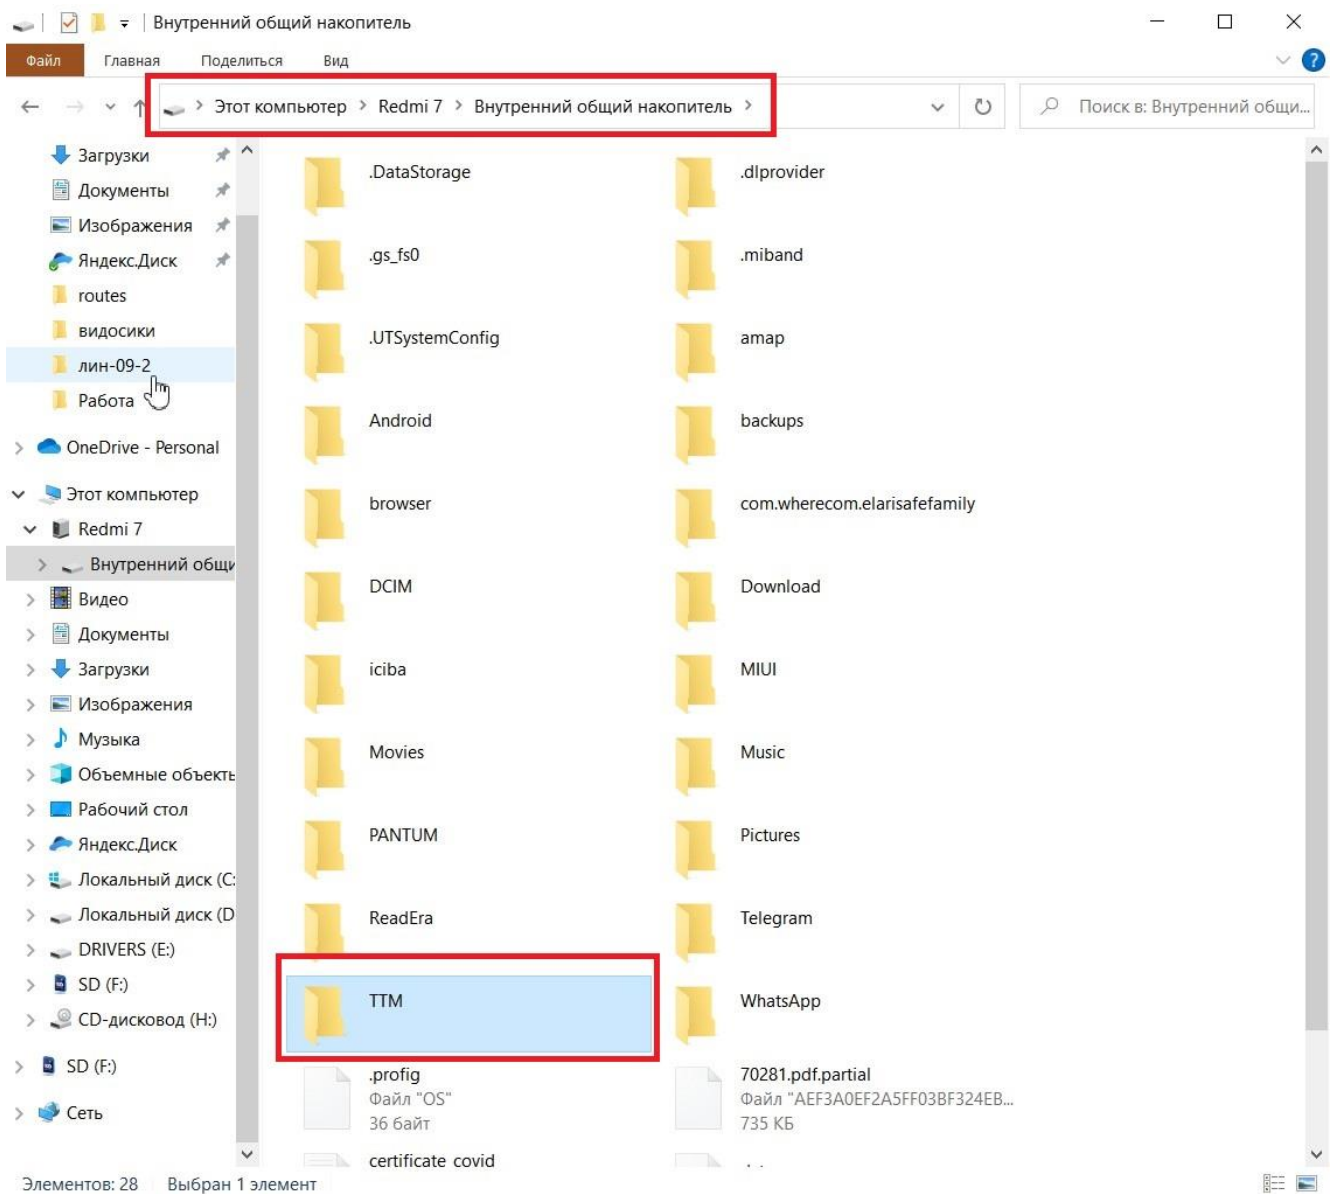 Внутренний общий накопитель
Файл Главная Поделиться Вид
Этот компьютер > Redmi 7 > Внутренний общий накопитель >
Поиск в: Внутренний общи...
Загрузки
Документы
Изображения
Яндекс.Диск
routes
видосики
лин-09-2
Работа
OneDrive - Personal
Этот компьютер
Redmi 7
Внутренний общи
Видео
Документы
Загрузки
Изображения
Музыка
Объемные объекть
Рабочий стол
Яндекс.Диск
Локальный диск (C:
Локальный диск (D
DRIVERS (E:)
SD (F:)
CD-дисковод (H:)
SD (F:)
Сеть
.DataStorage
.dlprovider
.gs_fs0
.miband
.UTSystemConfig
amap
Android
backups
browser
com.wherecom.elarisafefamily
DCIM
Download
iciba
MIUI
Movies
Music
PANTUM
Pictures
ReadEra
Telegram
TTM
WhatsApp
.profig
Файл "OS"
36 байт
70281.pdf.partial
Файл "AEF3A0EF2A5FF03BF324EB...
735 КБ
certificate covid
Элементов: 28 Выбран 1 элемент